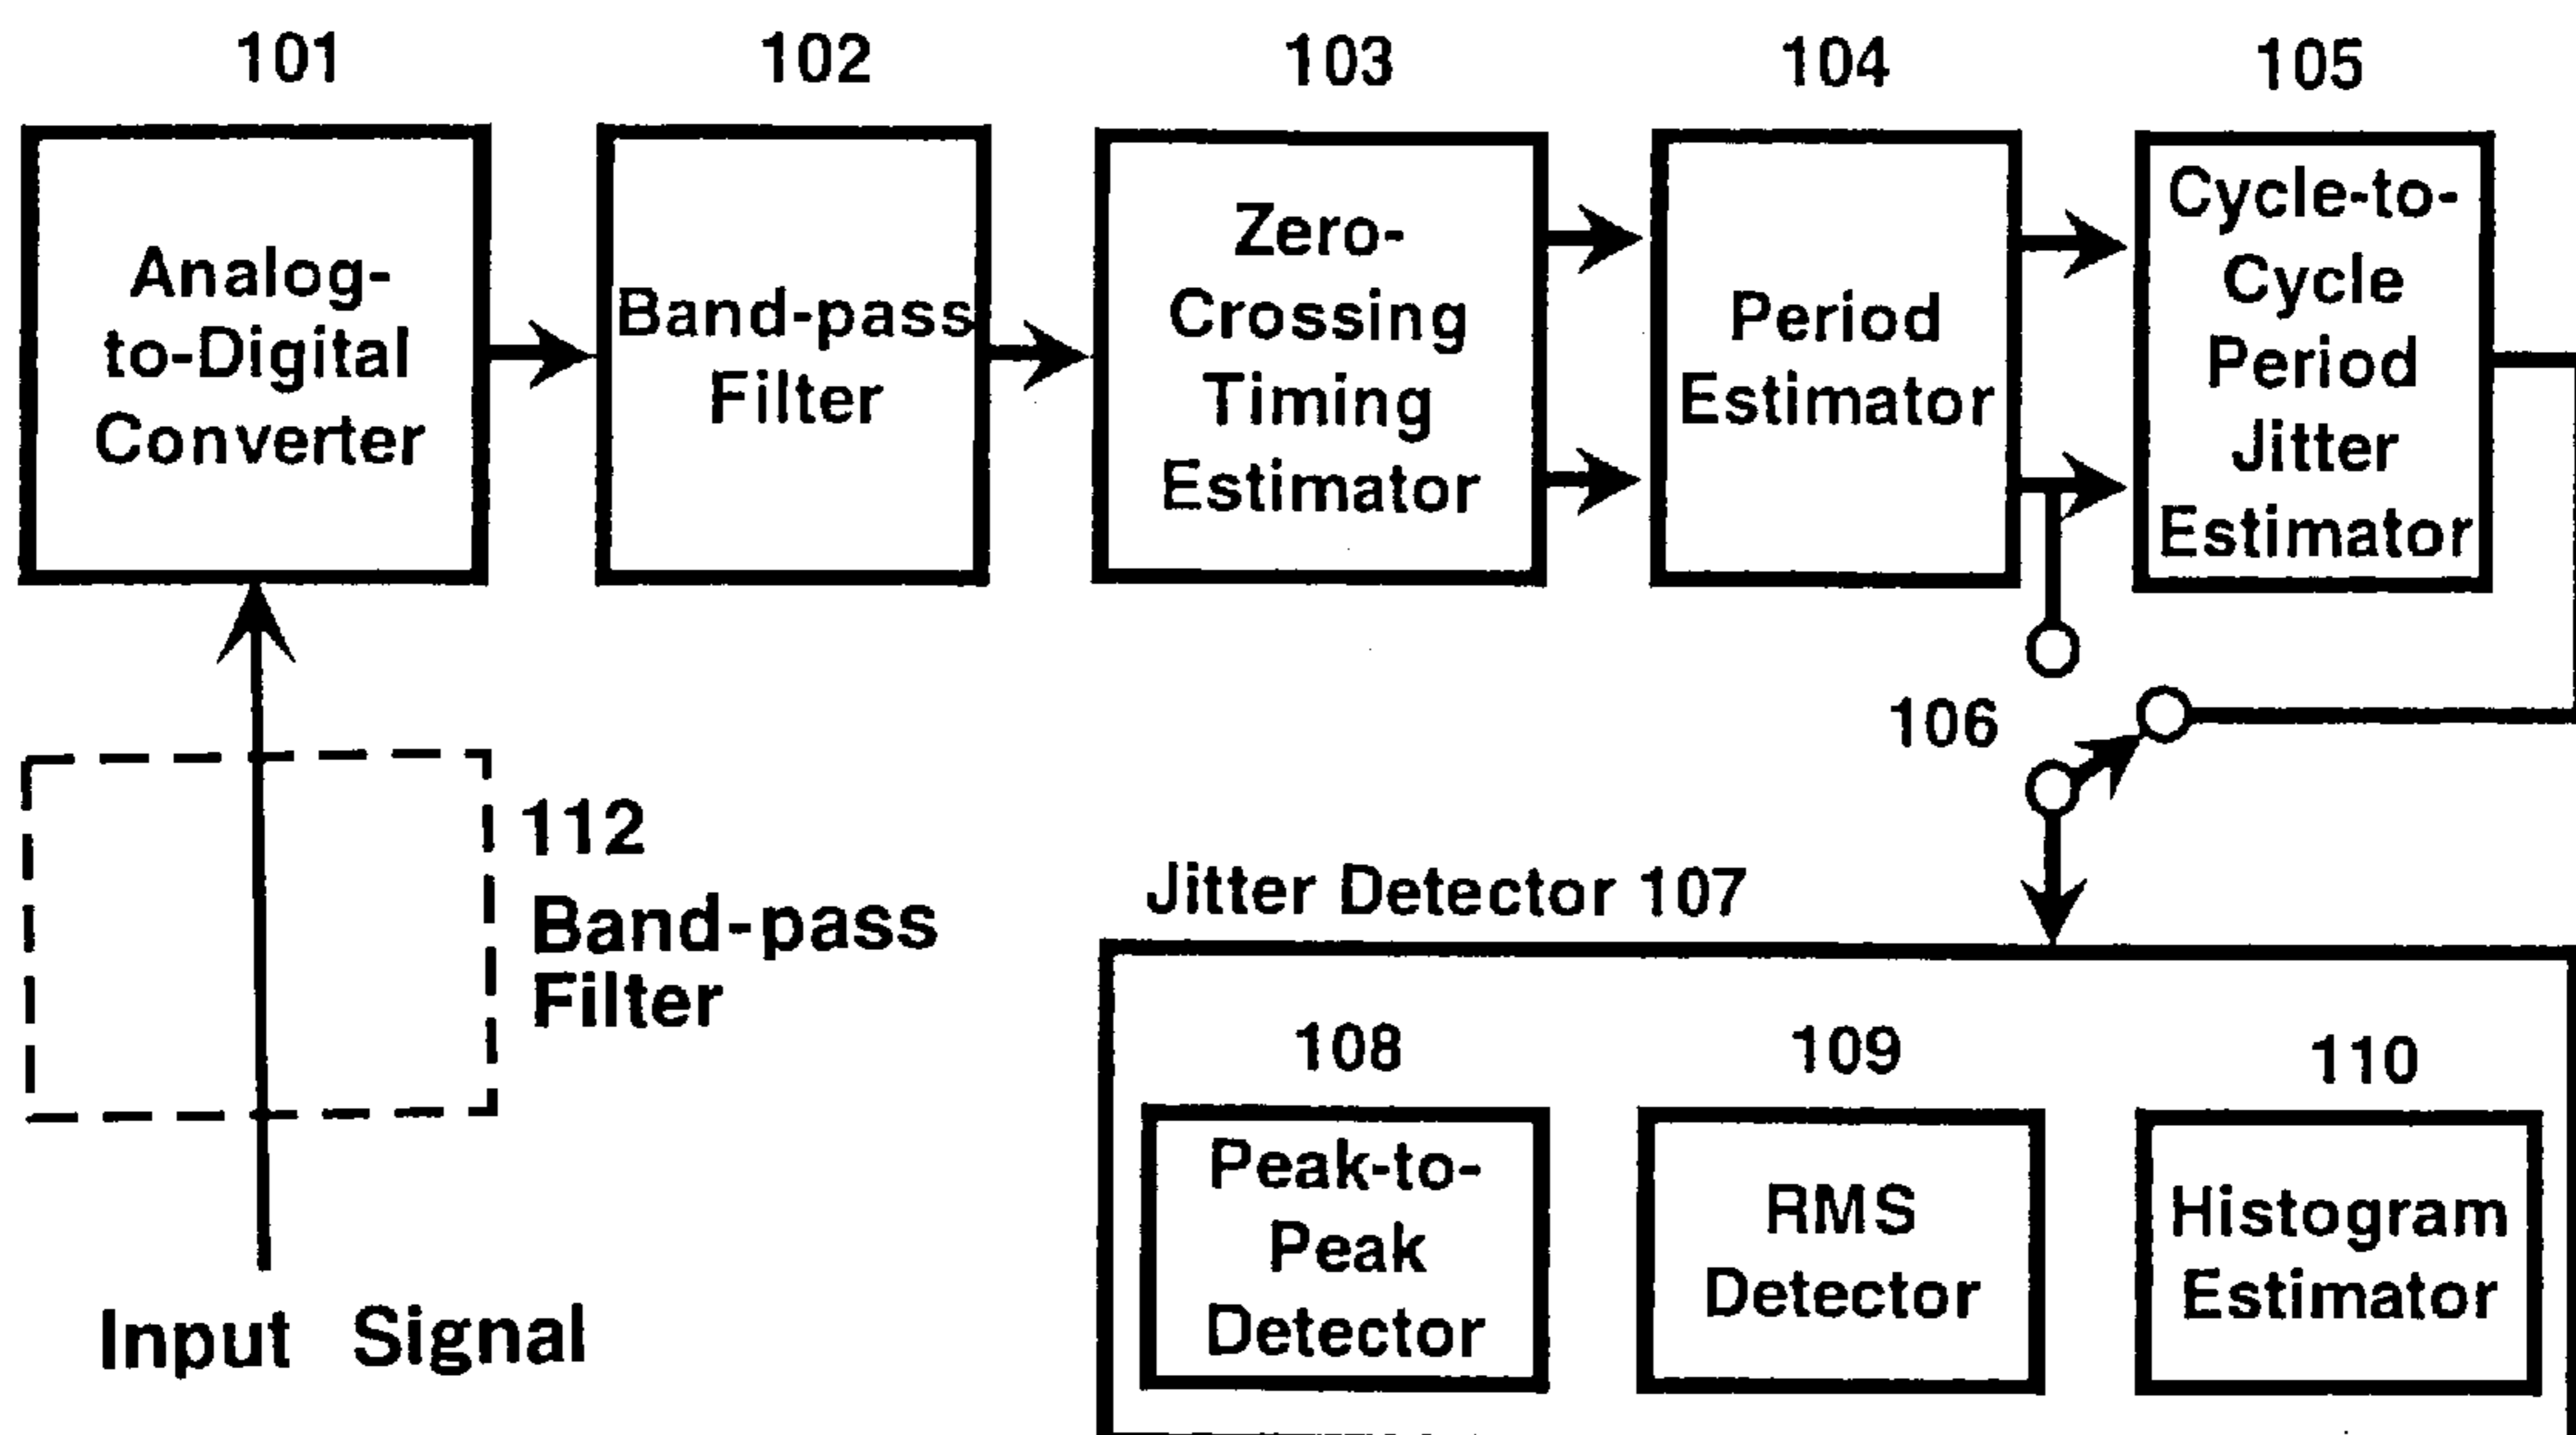 101
102
103
104
105
Analog-
to-Digital
Converter
Band-pass
Filter
Zero-
Crossing
Timing
Estimator
Period
Estimator
Cycle-to-
Cycle
Period
Jitter
Estimator
106
112
Band-pass
Filter
Input Signal
Jitter Detector 107
108
109
110
Peak-to-
Peak
Detector
RMS
Detector
Histogram
Estimator